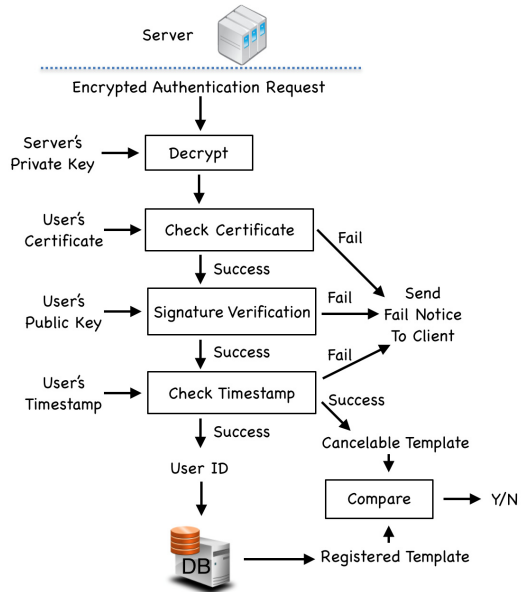 Server
Encrypted Authentication Request
Server's
Private Key
Decrypt
User's
Certificate
Check Certificate
Fail
Success
User's
Public Key
Signature Verification
Fail
Send
Fail Notice
To Client
Success
Fail
User's
Timestamp
Check Timestamp
Success
Success
Cancelable Template
User ID
Compare
Y/N
DB
Registered Template